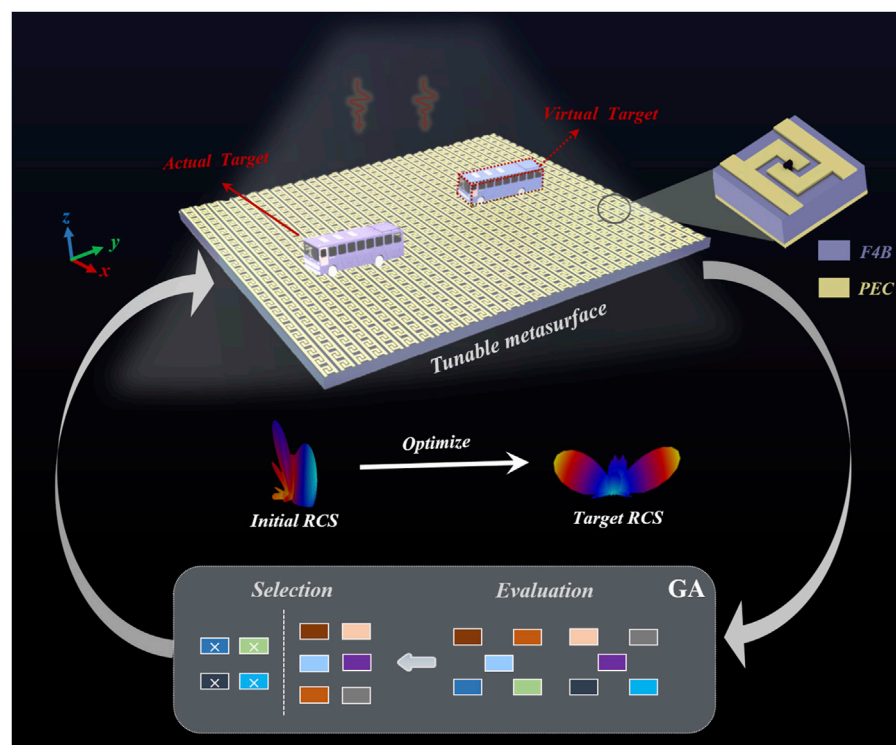 Virtual Target
Actual Target
z
y
x
F4B
PEC
Tunable metasurface
Optimize
Initial RCS
Target RCS
Selection
Evaluation
GA